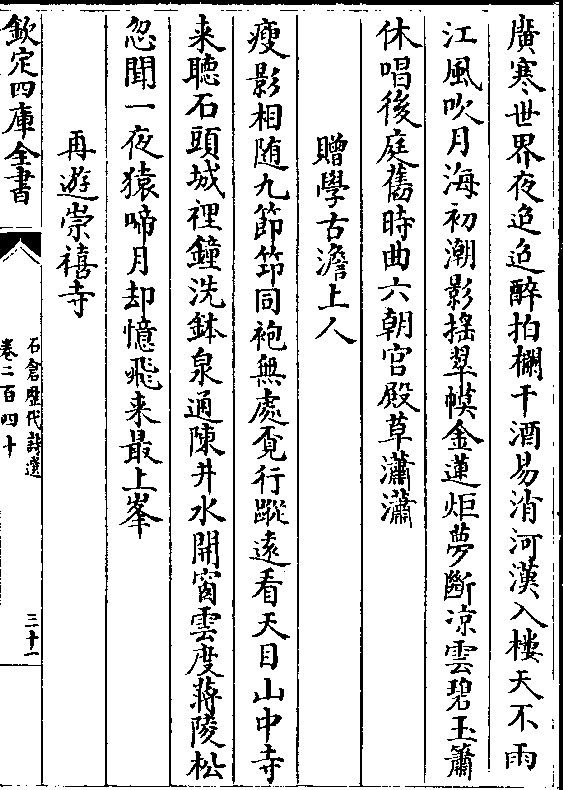 廣寒世界夜迢迢醉拍欄干酒易消河漢入樓天不雨
江風吹月海初潮影揺翠幙金蓮炬夢斷凉雲碧玉簫
休唱後庭舊時曲六朝宫殿草瀟瀟
贈學古澹上人
瘦影相随九節筇同袍無處覔行蹤逺看天目山中寺
来聽石頭城裡鐘洗鉢泉通陳井水開窗雲度蔣陵松
忽聞一夜猿啼月却憶飛来最上峯
再遊崇禧寺
欽定四庫全書
石倉歴代詩選
卷二百四十
三十一